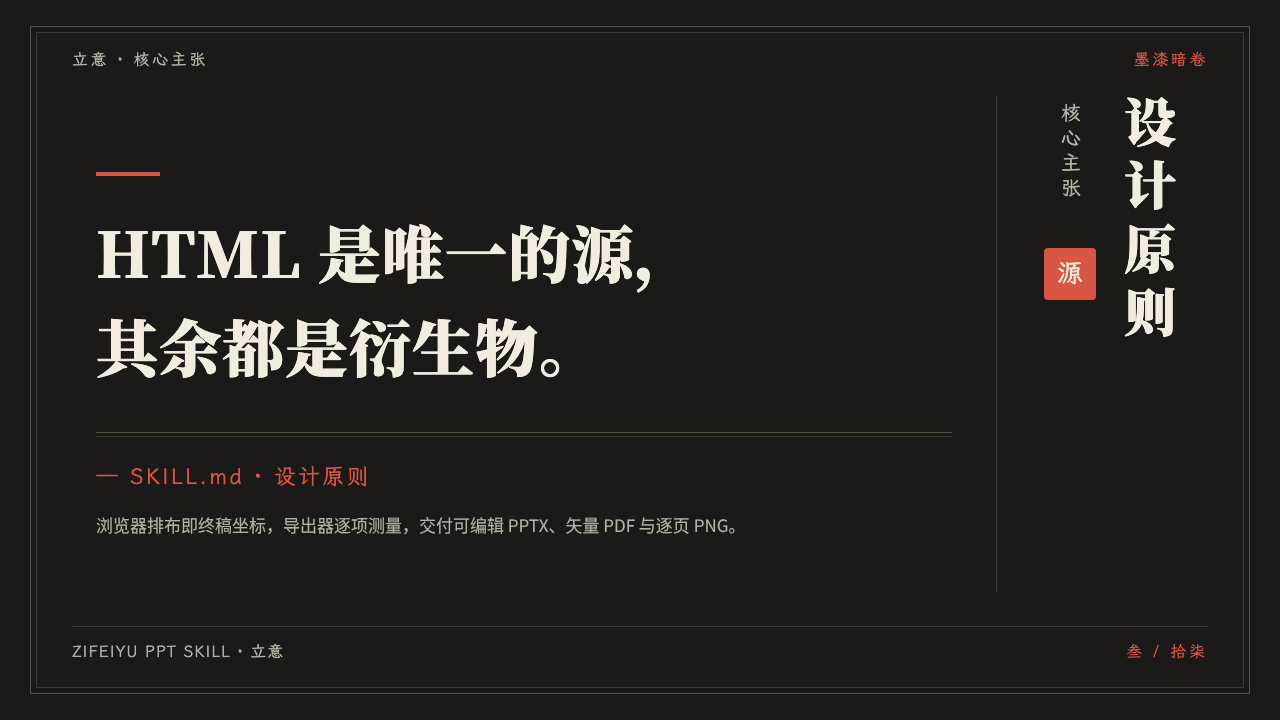 立意 · 核心主张
墨漆暗卷
设计原则
核心主张
源
HTML 是唯一的源,
其余都是衍生物。
— SKILL.md · 设计原则
浏览器排布即终稿坐标，导出器逐项测量，交付可编辑 PPTX、矢量 PDF 与逐页 PNG。
ZIFEIYU PPT SKILL · 立意
叁 / 拾柒